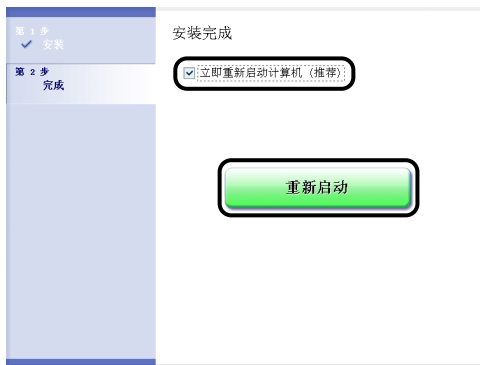 第 1 步
安装
第 2 步
完成
安装完成
立即重新启动计算机（推荐）
重新启动